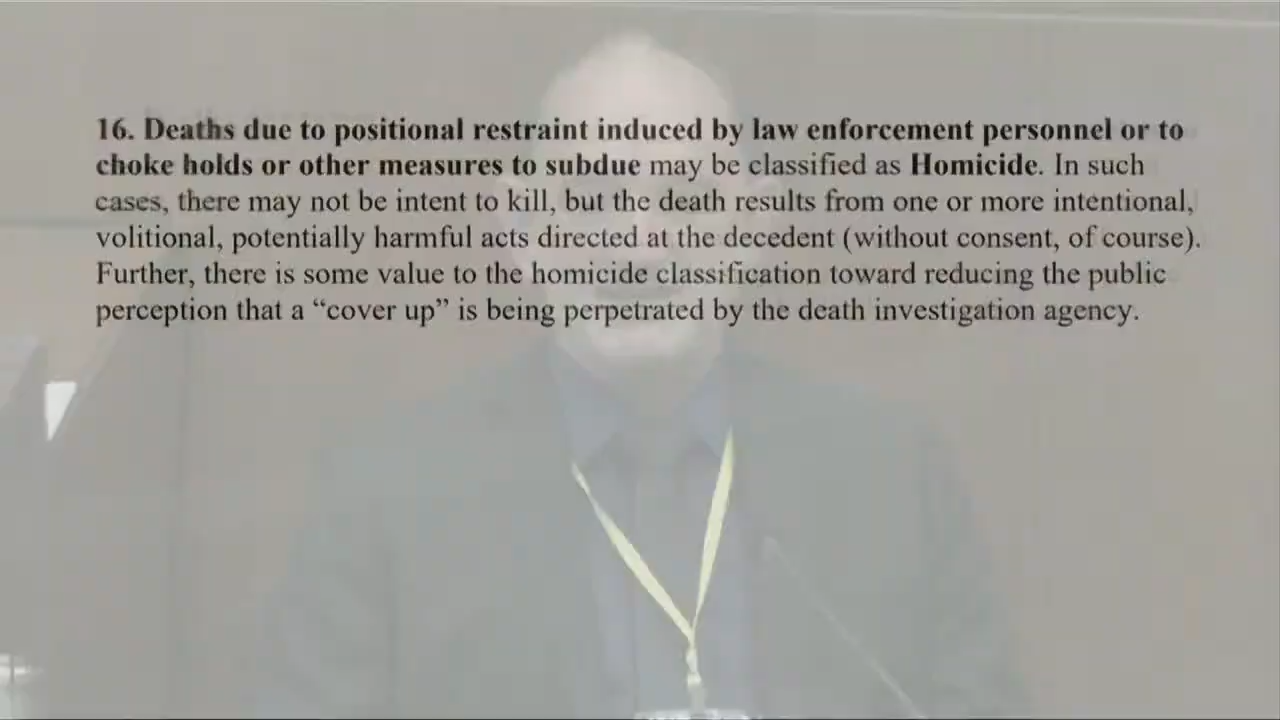 16. Deaths due to positional restraint induced by law enforcement personnel or to
choke holds or other measures to subdue may be classified as Homicide. In such
cases, there may not be intent to kill, but the death results from one or more intentional,
volitional, potentially harmful acts directed at the decedent (without consent, of course).
Further, there is some value to the homicide classification toward reducing the public
perception that a “cover up” is being perpetrated by the death investigation agency.